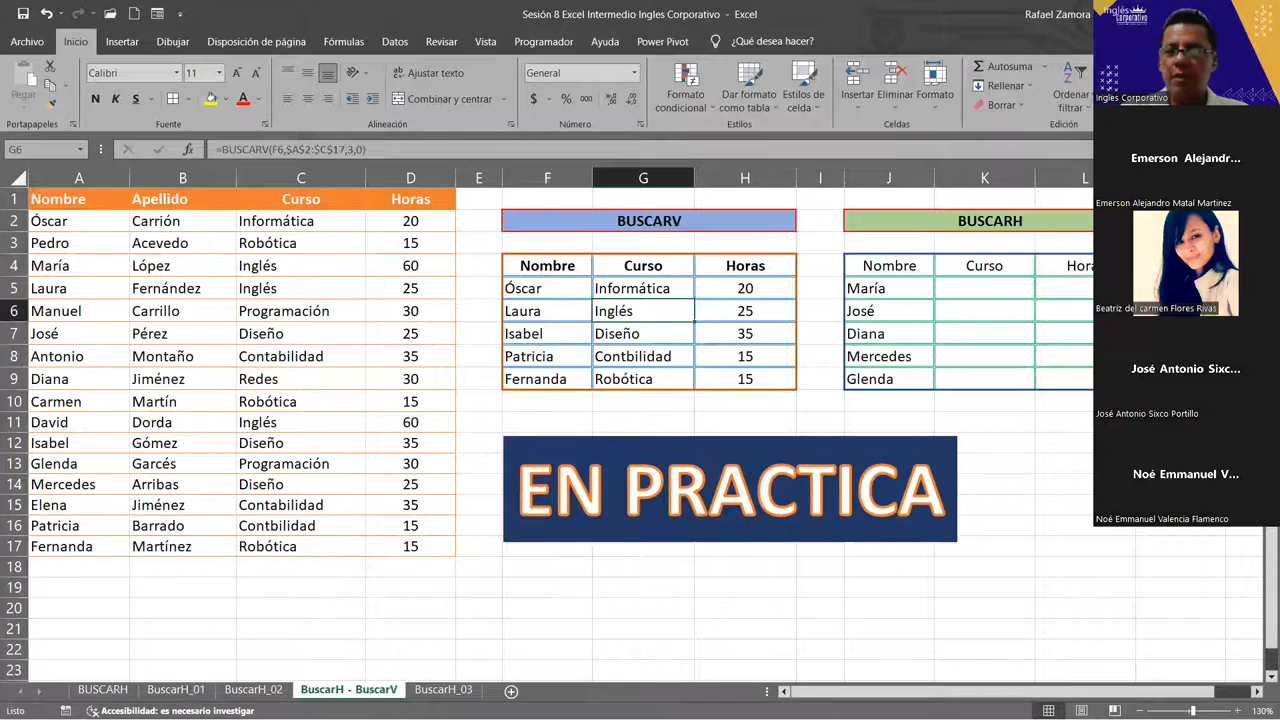 Sesión 8 Excel Intermedio Ingles Corporativo - Excel
Rafael Zamora
Archivo Inicio Insertar Dibujar Disposición de página Fórmulas Datos Revisar Vista Programador Ayuda Power Pivot ¿Qué desea hacer?
Pegar
Calibri 11
N K S
Ajustar texto
Combinar y centrar
General
$ % 000
Formato condicional
Dar formato como tabla
Estilos de celda
Insertar Eliminar Formato
Autosuma
Rellenar
Borrar
Ordenar filtrar
Portapapeles Fuente Alineación Número Estilos Celdas Edición
G6 =BUSCARV(F6,$A$2:$C$17,3,0)
A B C D E F G H I J K L
1 Nombre Apellido Curso Horas
2 Óscar Carrión Informática 20 BUSCARV BUSCARH
3 Pedro Acevedo Robótica 15
4 María López Inglés 60 Nombre Curso Horas Nombre Curso Hora
5 Laura Fernández Inglés 25 Óscar Informática 20 María
6 Manuel Carrillo Programación 30 Laura Inglés 25 José
7 José Pérez Diseño 25 Isabel Diseño 35 Diana
8 Antonio Montaño Contabilidad 35 Patricia Contbilidad 15 Mercedes
9 Diana Jiménez Redes 30 Fernanda Robótica 15 Glenda
10 Carmen Martín Robótica 15
11 David Dorda Inglés 60
12 Isabel Gómez Diseño 35
13 Glenda Garcés Programación 30
14 Mercedes Arribas Diseño 25
15 Elena Jiménez Contabilidad 35
16 Patricia Barrado Contbilidad 15
17 Fernanda Martínez Robótica 15
18
19
20
21
22
23
EN PRACTICA
Inglés Corporativo
Ingles Corporativo
Emerson Alejandr...
Emerson Alejandro Matal Martinez
Beatriz del carmen Flores Rivas
José Antonio Sixc...
José Antonio Sixco Portillo
Noé Emmanuel V...
Noé Emmanuel Valencia Flamenco
BUSCARH BuscarH_01 BuscarH_02 BuscarH - BuscarV BuscarH_03
Listo Accesibilidad: es necesario investigar 130%